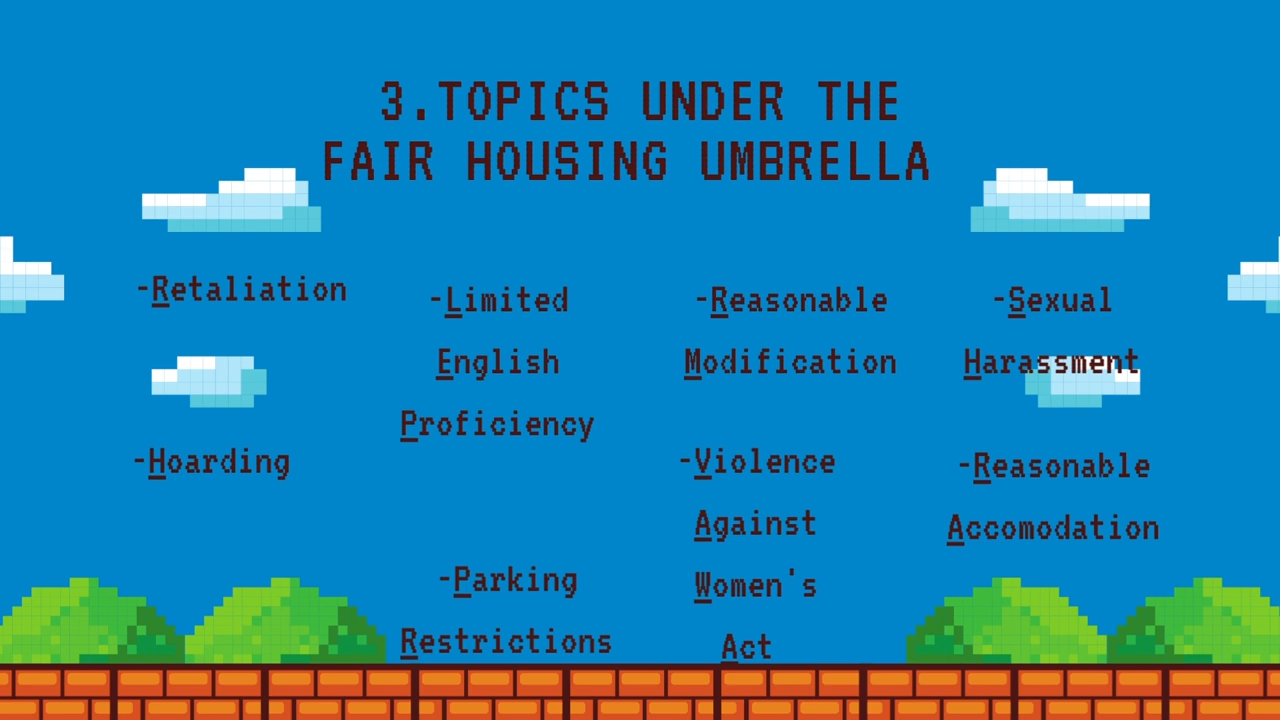 3.TOPICS UNDER THE
FAIR HOUSING UMBRELLA
-Retaliation
-Hoarding
-Limited
English
Proficiency
-Parking
Restrictions
-Reasonable
Modification
-Violence
Against
Women's
Act
-Sexual
Harassment
-Reasonable
Accomodation